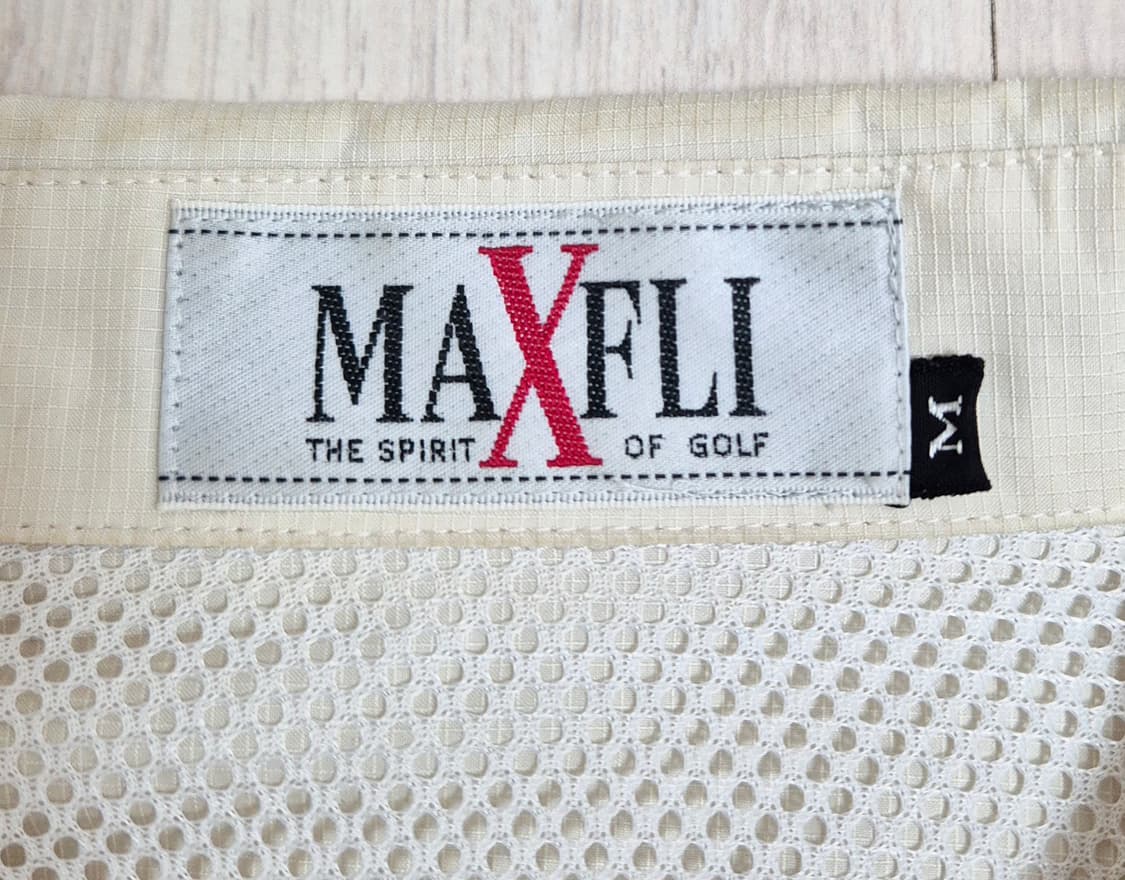 MAXFLI
THE SPIRIT OF GOLF
M